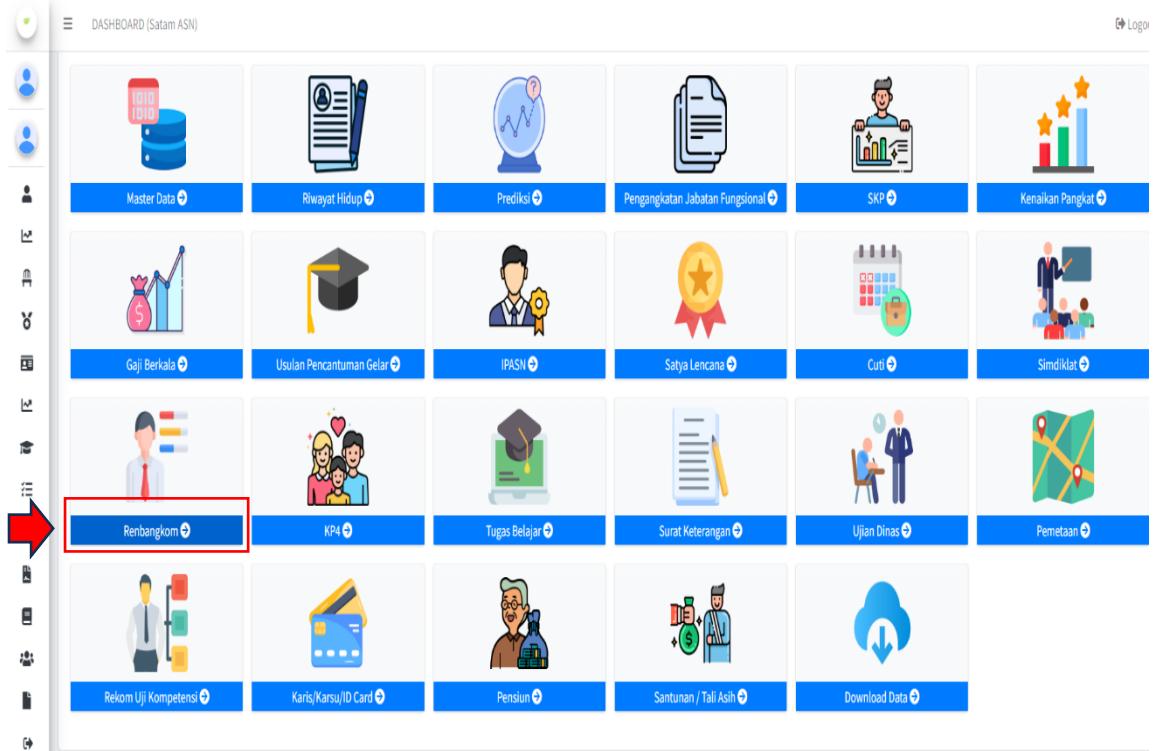 DASHBOARD (Satam ASN)
Logou
Master Data
Riwayat Hidup
Prediksi
Pengangkatan Jabatan Fungsional
SKP
Kenaikan Pangkat
Gaji Berkala
Usulan Pencantuman Gelar
IPASN
Satya Lencana
Cuti
Simdiklat
Renbangkom
KP4
Tugas Belajar
Surat Keterangan
Ujian Dinas
Pemetaan
Rekom Uji Kompetensi
Karis/Karsu/ID Card
Pensiun
Santunan / Tali Asih
Download Data